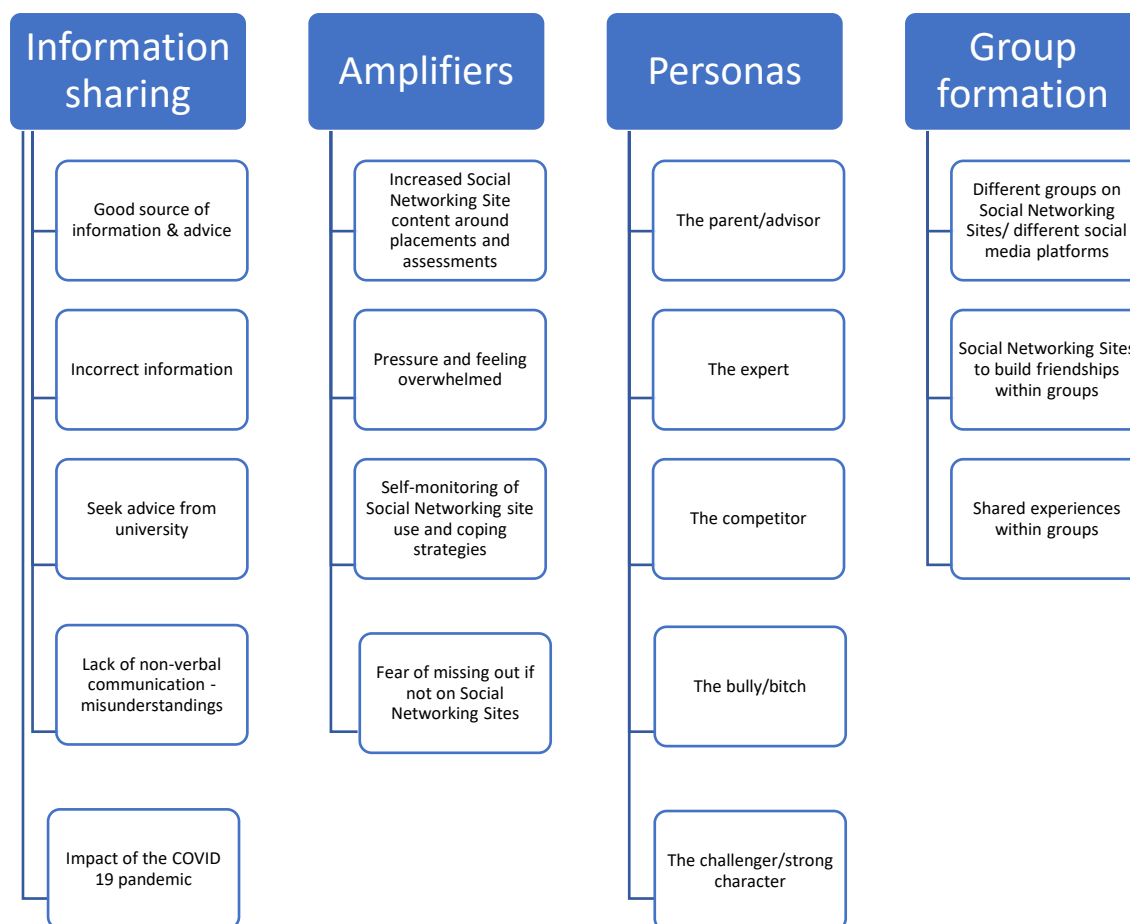 Information
sharing
Good source of
information & advice
Incorrect information
Seek advice from
university
Lack of non-verbal
communication -
misunderstandings
Impact of the COVID
19 pandemic
Amplifiers
Increased Social
Networking Site
content around
placements and
assessments
Pressure and feeling
overwhelmed
Self-monitoring of
Social Networking site
use and coping
strategies
Fear of missing out if
not on Social
Networking Sites
Personas
The parent/advisor
The expert
The competitor
The bully/bitch
The challenger/strong
character
Group
formation
Different groups on
Social Networking
Sites/ different social
media platforms
Social Networking Sites
to build friendships
within groups
Shared experiences
within groups